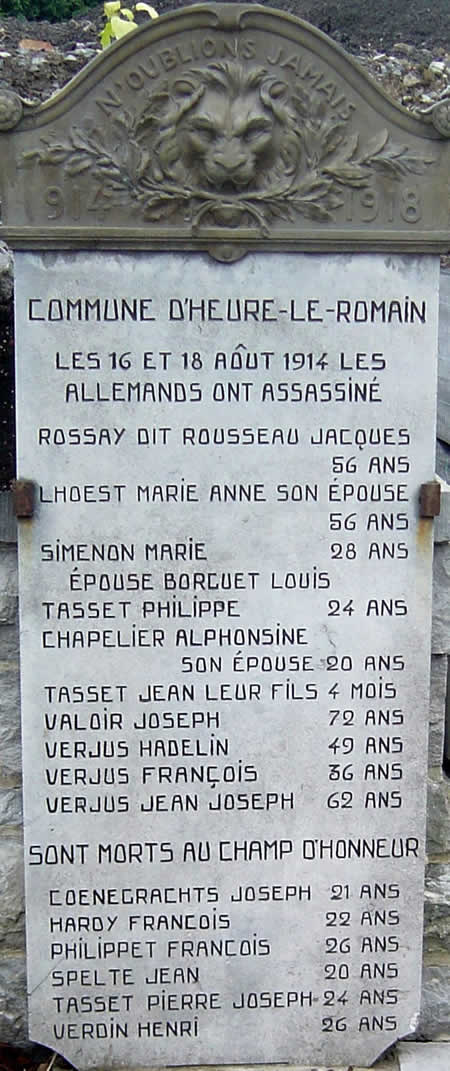 N'OUBLIONS JAMAIS
1914 1918
COMMUNE D'HEURE-LE-ROMAIN
LES 16 ET 18 AÔUT 1914 LES
ALLEMANDS ONT ASSASSINÉ
ROSSAY DIT ROUSSEAU JACQUES
56 ANS
LHOEST MARIE ANNE SON ÉPOUSE
56 ANS
SIMENON MARIE 28 ANS
ÉPOUSE BORGUET LOUIS
TASSET PHILIPPE 24 ANS
CHAPELIER ALPHONSINE
SON ÉPOUSE 20 ANS
TASSET JEAN LEUR FILS 4 MOIS
VALOIR JOSEPH 72 ANS
VERJUS HADELIN 49 ANS
VERJUS FRANÇOIS 36 ANS
VERJUS JEAN JOSEPH 62 ANS
SONT MORTS AU CHAMP D'HONNEUR
COENEGRACHTS JOSEPH 21 ANS
HARDY FRANCOIS 22 ANS
PHILIPPET FRANCOIS 26 ANS
SPELTE JEAN 20 ANS
TASSET PIERRE JOSEPH 24 ANS
VERDIN HENRI 26 ANS